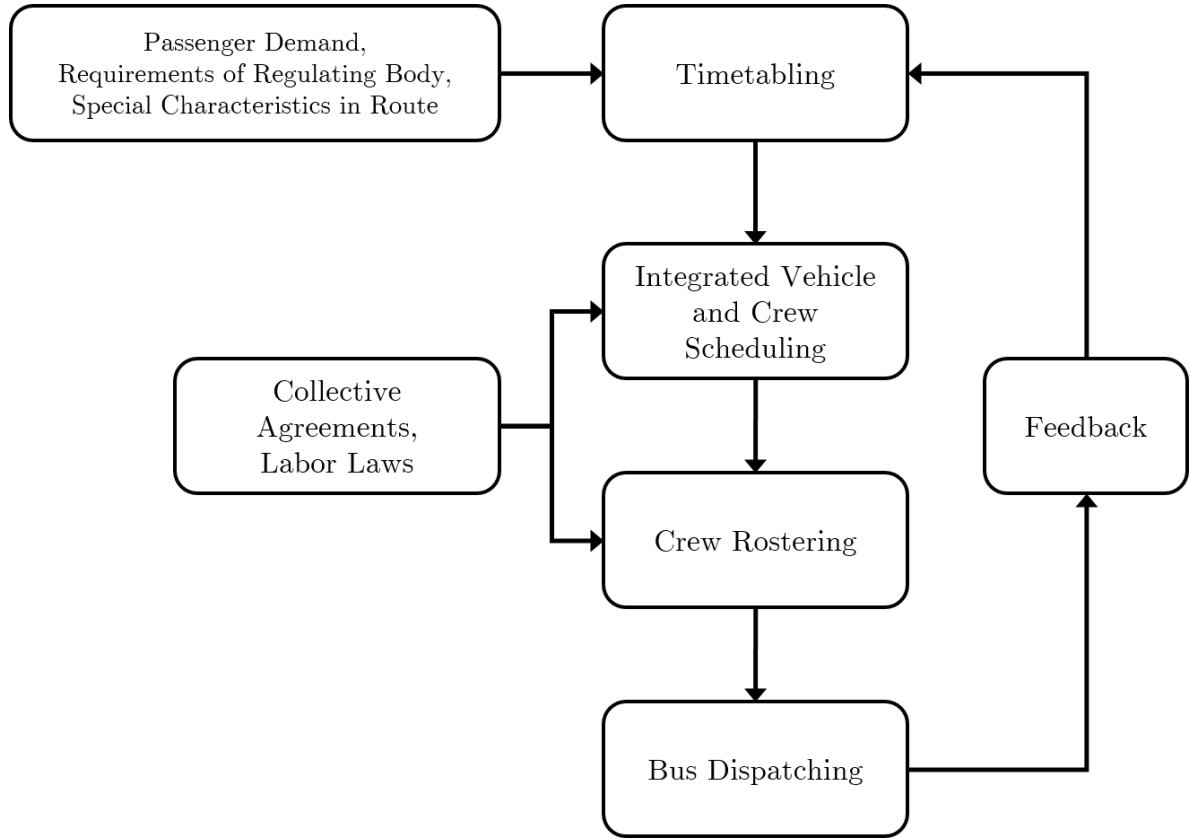 Passenger Demand,
Requirements of Regulating Body,
Special Characteristics in Route
Timetabling
Integrated Vehicle
and Crew
Scheduling
Collective
Agreements,
Labor Laws
Feedback
Crew Rostering
Bus Dispatching